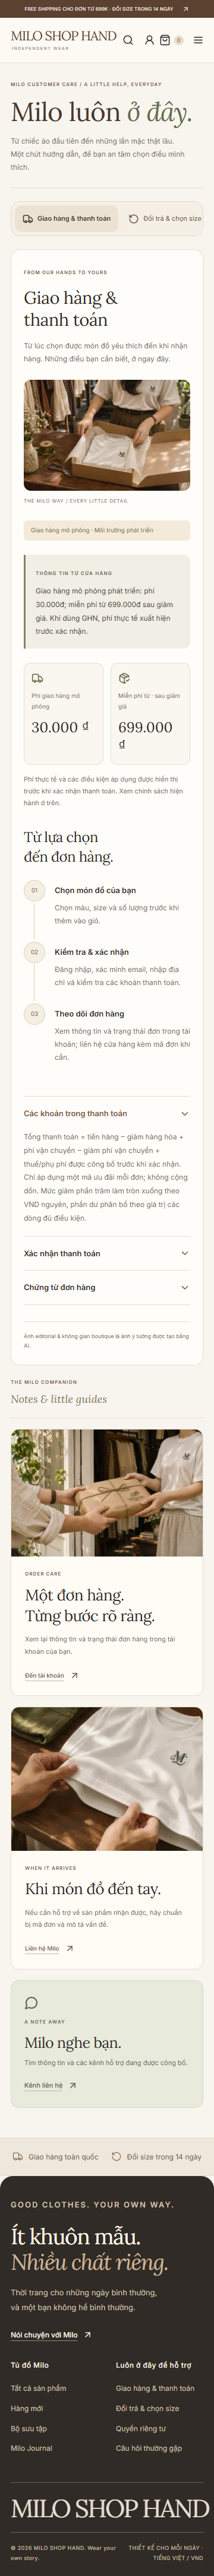 FREE SHIPPING CHO ĐƠN TỪ 699K · ĐỔI SIZE TRONG 14 NGÀY
MILO SHOP HAND
INDEPENDENT WEAR
0
MILO CUSTOMER CARE / A LITTLE HELP, EVERYDAY
Milo luôn ở đây.
Từ chiếc áo đầu tiên đến những lần mặc thật lâu.
Một chút hướng dẫn, để bạn an tâm chọn điều mình
thích.
Giao hàng & thanh toán
Đổi trả & chọn size
FROM OUR HANDS TO YOURS
Giao hàng &
thanh toán
Từ lúc chọn được món đồ yêu thích đến khi nhận
hàng. Những điều bạn cần biết, ở ngay đây.
THE MILO WAY / EVERY LITTLE DETAIL
Giao hàng mô phỏng · Môi trường phát triển
THÔNG TIN TỪ CỬA HÀNG
Giao hàng mô phỏng phát triển: phí
30.000₫; miễn phí từ 699.000₫ sau giảm
giá. Khi dùng GHN, phí thực tế xuất hiện
trước xác nhận.
Phí giao hàng mô
phỏng
30.000 ₫
Miễn phí từ · sau giảm
giá
699.000
₫
Phí thực tế và các điều kiện áp dụng được hiển thị
trước khi xác nhận thanh toán. Xem chính sách hiện
hành ở trên.
Từ lựa chọn
đến đơn hàng.
01
Chọn món đồ của bạn
Chọn màu, size và số lượng trước khi
thêm vào giỏ.
02
Kiểm tra & xác nhận
Đăng nhập, xác minh email, nhập địa
chỉ và kiểm tra các khoản thanh toán.
03
Theo dõi đơn hàng
Xem thông tin và trạng thái đơn trong tài
khoản; liên hệ cửa hàng kèm mã đơn khi
cần.
Các khoản trong thanh toán
Tổng thanh toán = tiền hàng − giảm hàng hóa +
phí vận chuyển − giảm phí vận chuyển +
thuế/phụ phí được công bố trước khi xác nhận.
Chỉ áp dụng một mã ưu đãi mỗi đơn; không cộng
dồn. Mức giảm phần trăm làm tròn xuống theo
VND nguyên, phần dư phân bổ theo giá trị các
dòng đủ điều kiện.
Xác nhận thanh toán
Chứng từ đơn hàng
Ảnh editorial & không gian boutique là ảnh ý tưởng được tạo bằng
AI.
THE MILO COMPANION
Notes & little guides
ORDER CARE
Một đơn hàng.
Từng bước rõ ràng.
Xem lại thông tin và trạng thái đơn hàng trong tài
khoản của bạn.
Đến tài khoản
WHEN IT ARRIVES
Khi món đồ đến tay.
Nếu cần hỗ trợ về sản phẩm nhận được, hãy chuẩn
bị mã đơn và mô tả vấn đề.
Liên hệ Milo
A NOTE AWAY
Milo nghe bạn.
Tìm thông tin và các kênh hỗ trợ đang được công bố.
Kênh liên hệ
Giao hàng toàn quốc
Đổi size trong 14 ngày
GOOD CLOTHES. YOUR OWN WAY.
Ít khuôn mẫu.
Nhiều chất riêng.
Thời trang cho những ngày bình thường,
và một bạn không hề bình thường.
Nói chuyện với Milo
Tủ đồ Milo
Tất cả sản phẩm
Hàng mới
Bộ sưu tập
Milo Journal
Luôn ở đây để hỗ trợ
Giao hàng & thanh toán
Đổi trả & chọn size
Quyền riêng tư
Câu hỏi thường gặp
MILO SHOP HAND
© 2026 MILO SHOP HAND. Wear your
own story.
THIẾT KẾ CHO MỖI NGÀY ·
TIẾNG VIỆT / VND